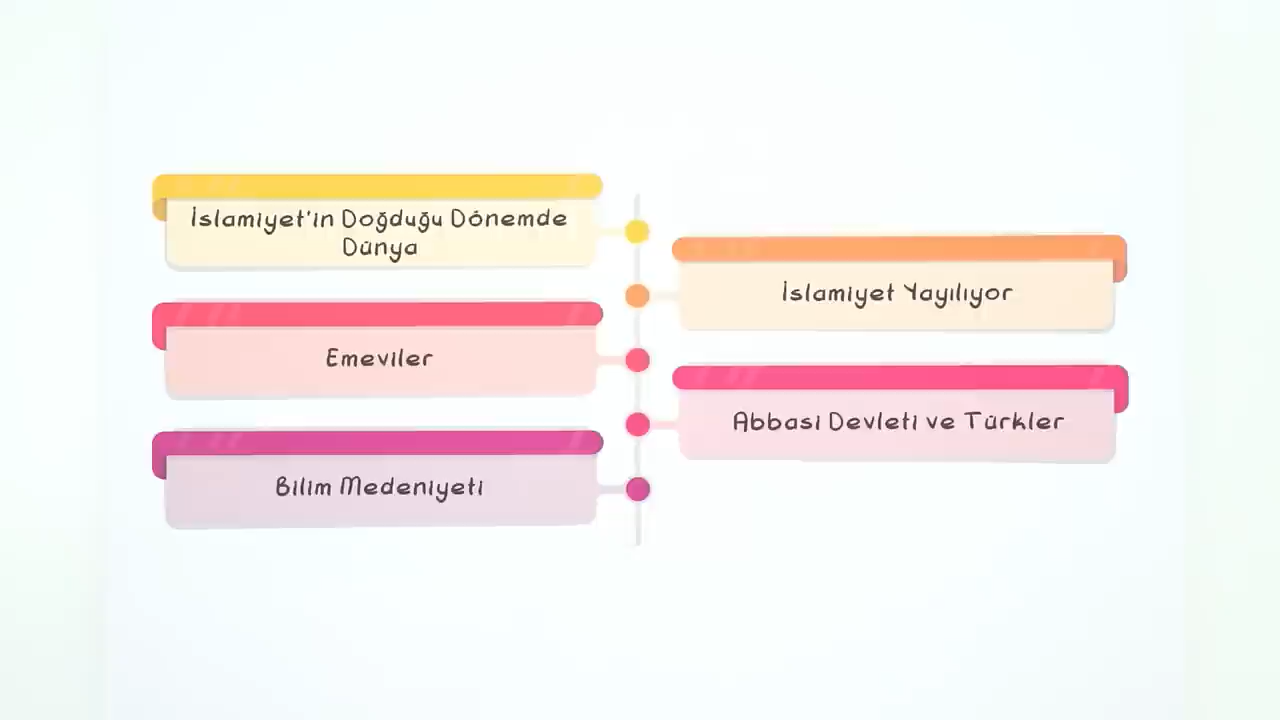 İslamiyet'in Doğduğu Dönemde
Dünya
İslamiyet Yayılıyor
Emeviler
Abbasi Devleti ve Türkler
Bilim Medeniyeti